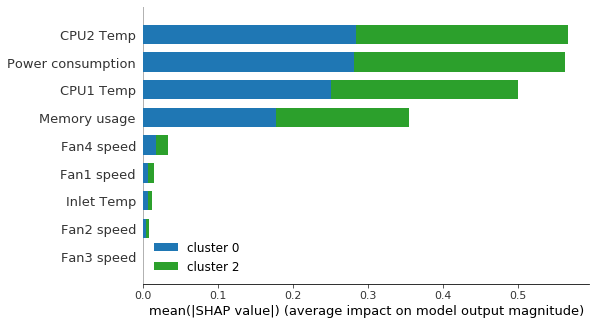 CPU2 Temp
Power consumption
CPU1 Temp
Memory usage
Fan4 speed
Fan1 speed
Inlet Temp
Fan2 speed
Fan3 speed
cluster 0
cluster 2
0.0 0.1 0.2 0.3 0.4 0.5
mean(|SHAP value|) (average impact on model output magnitude)